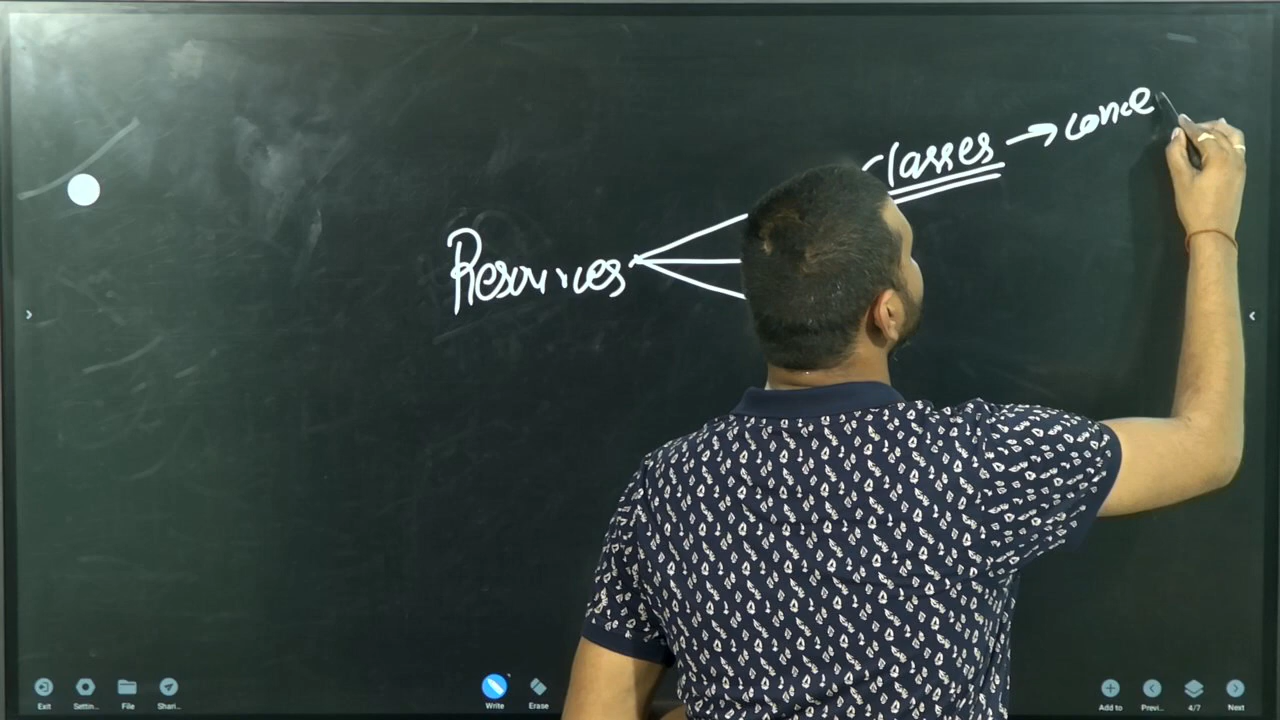 Classes → conce
Resources
Exit Settin.. File Shari.. Write Erase Add to Previ.. 4/7 Next